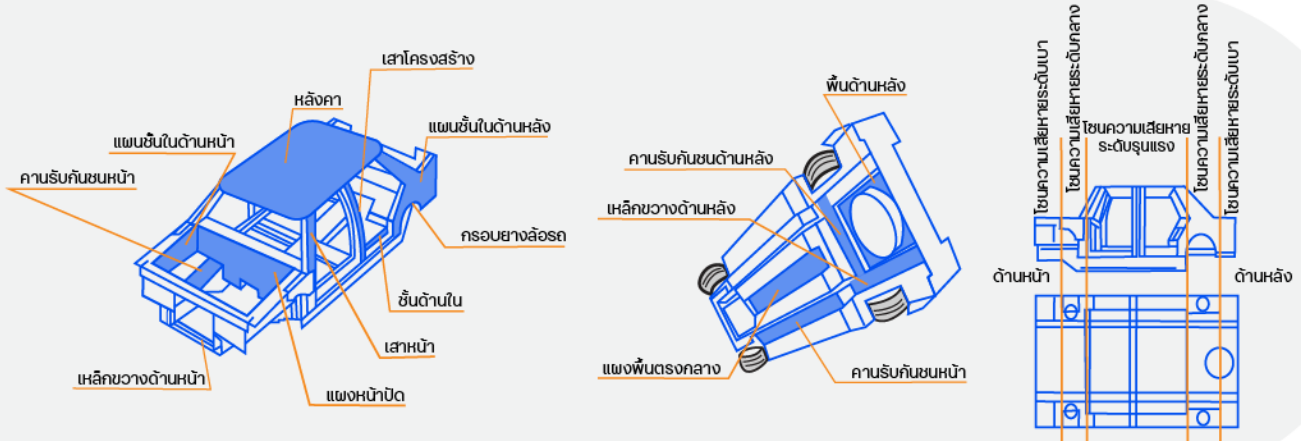 เสาโครงสร้าง
หลังคา
แผนชั้นในด้านหลัง
แผนชั้นในด้านหน้า
คานรับกันชนหน้า
กรอบยางล้อรถ
ชั้นด้านใน
เสาหน้า
เหล็กขวางด้านหน้า
แผงหน้าปัด
พื้นด้านหลัง
คานรับกันชนด้านหลัง
เหล็กขวางด้านหลัง
แผงพื้นตรงกลาง
คานรับกันชนหน้า
โซนความเสียหายระดับเบา
โซนความเสียหายระดับกลาง
โซนความเสียหาย
ระดับรุนแรง
โซนความเสียหายระดับกลาง
โซนความเสียหายระดับเบา
ด้านหน้า
ด้านหลัง